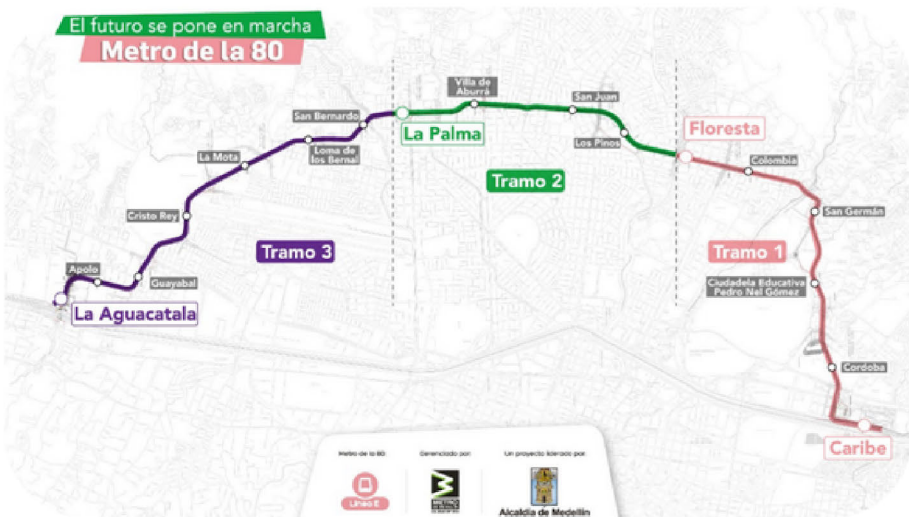 El futuro se pone en marcha
Metro de la 80
Villa de
Aburrá
San Juan
San Bernardo
La Palma
Los Pinos
Floresta
Loma de
los Bernal
La Mota
Colombia
Tramo 2
Cristo Rey
San Germán
Tramo 3
Tramo 1
Apolo
Guayabal
Ciudadela Educativa
Pedro Nel Gómez
La Aguacatala
Cordoba
Caribe
Metro de la 80
Gerenciado por:
Un proyecto liderado por:
Línea E
METRO
Alcaldía de Medellín